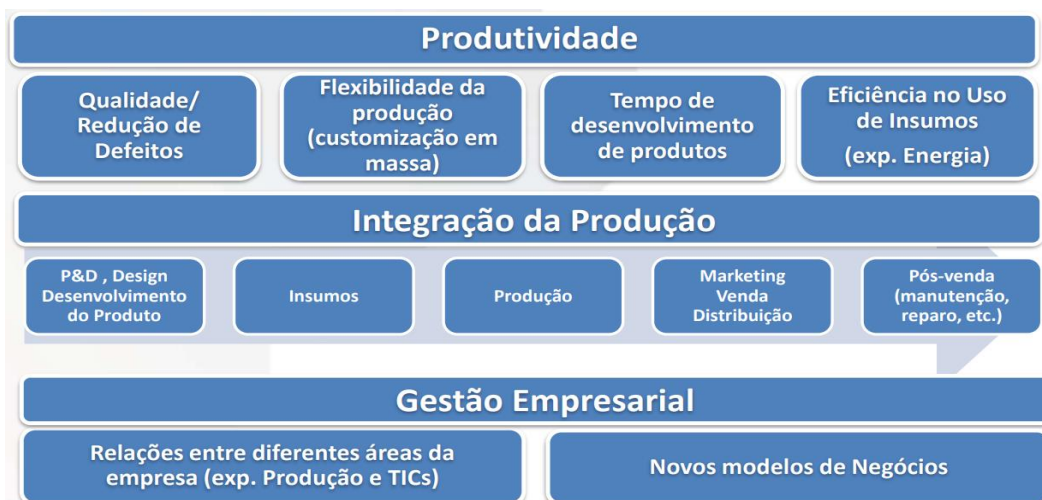 Produtividade
Qualidade/
Redução de
Defeitos
Flexibilidade da
produção
(customização em
massa)
Tempo de
desenvolvimento
de produtos
Eficiência no Uso
de Insumos
(exp. Energia)
Integração da Produção
P&D , Design
Desenvolvimento
do Produto
Insumos
Produção
Marketing
Venda
Distribuição
Pós-venda
(manutenção,
reparo, etc.)
Gestão Empresarial
Relações entre diferentes áreas da
empresa (exp. Produção e TICs)
Novos modelos de Negócios